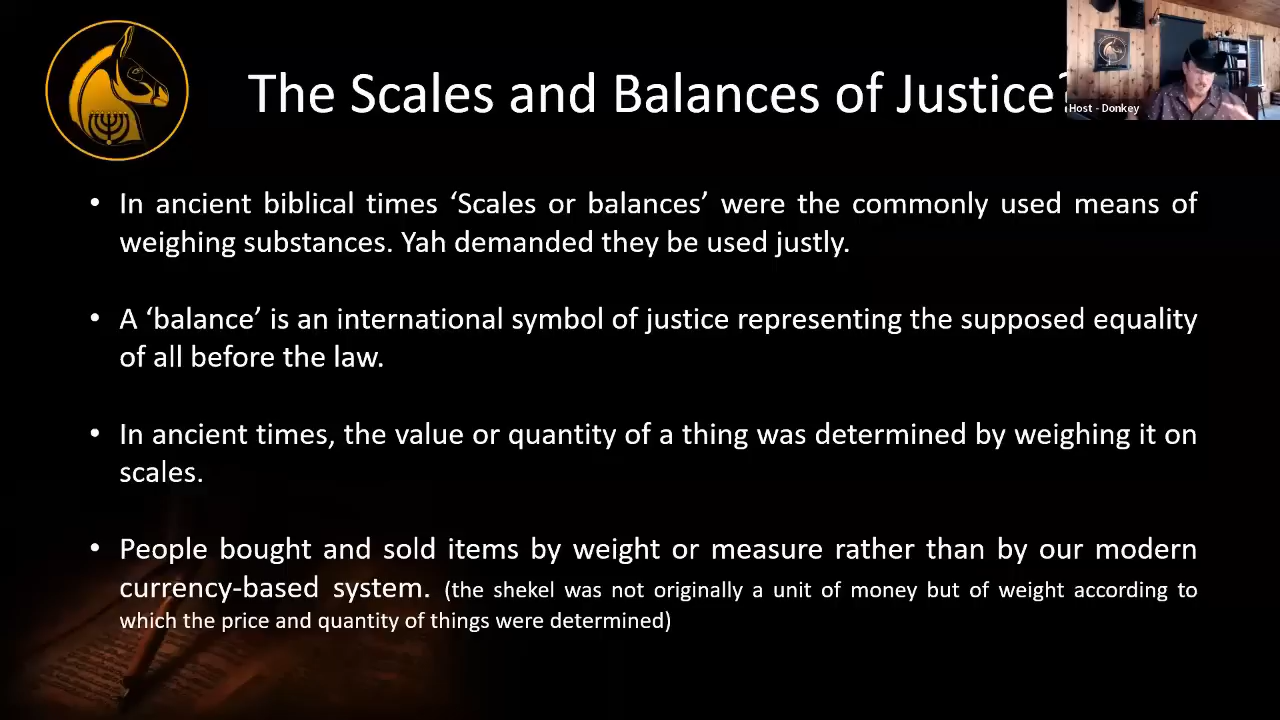 The Scales and Balances of Justice?
Host - Donkey
• In ancient biblical times ‘Scales or balances’ were the commonly used means of
weighing substances. Yah demanded they be used justly.
• A ‘balance’ is an international symbol of justice representing the supposed equality
of all before the law.
• In ancient times, the value or quantity of a thing was determined by weighing it on
scales.
• People bought and sold items by weight or measure rather than by our modern
currency-based system. (the shekel was not originally a unit of money but of weight according to
which the price and quantity of things were determined)